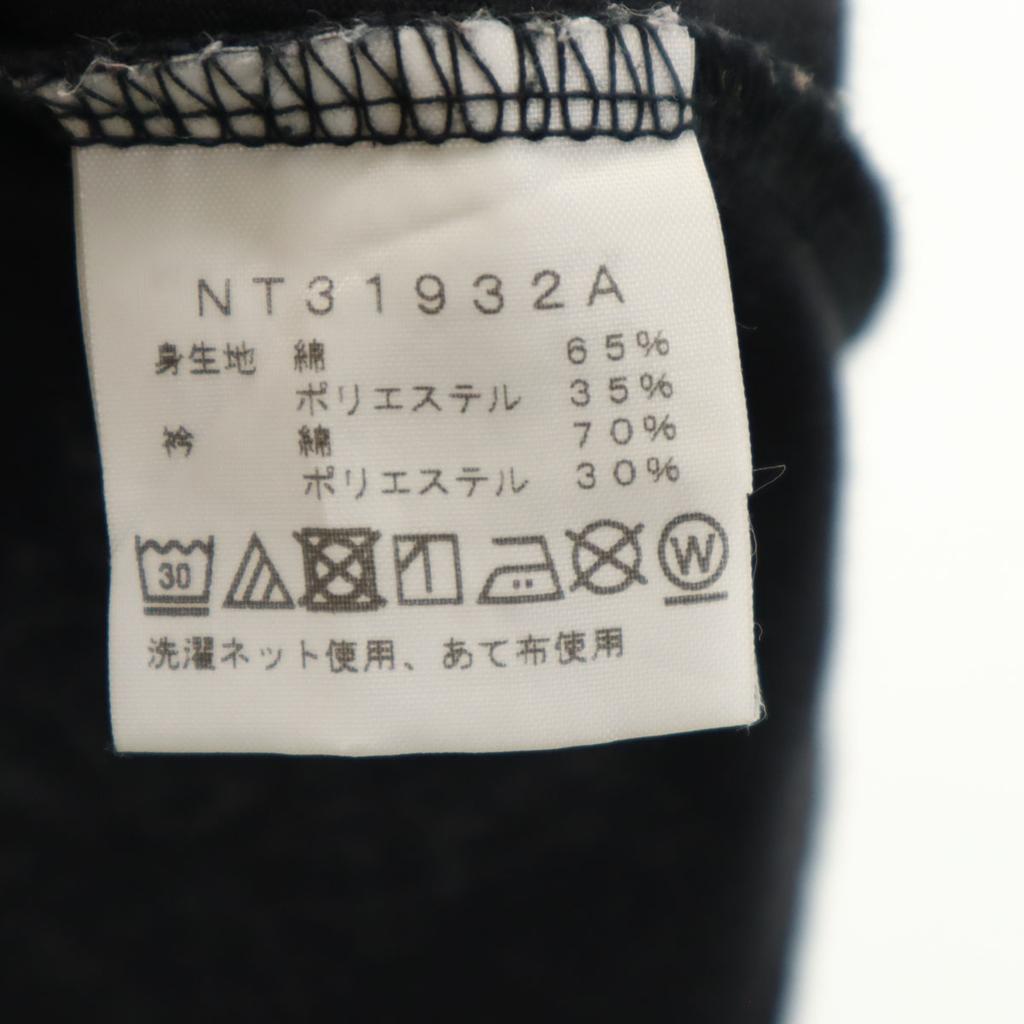 NT31932A
身生地 綿 65%
ポリエステル 35%
衿 綿 70%
ポリエステル 30%
30 W
洗濯ネット使用、あて布使用